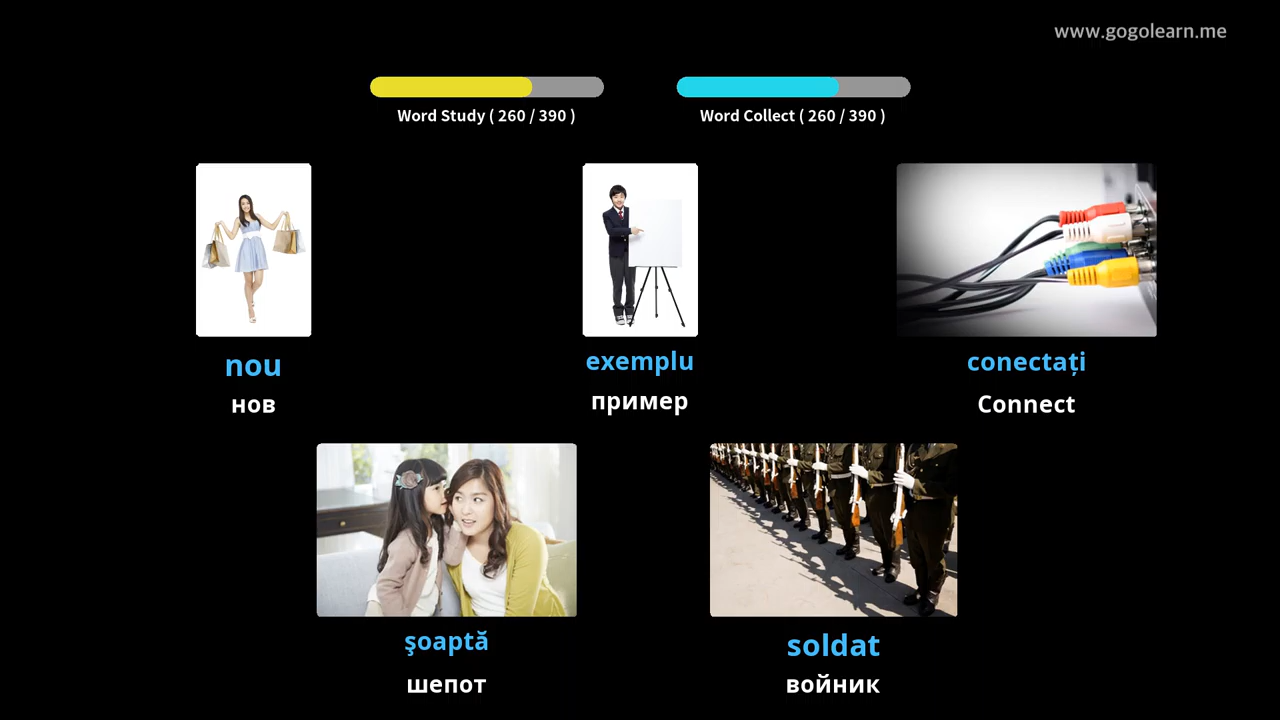 www.gogolearn.me
Word Study ( 260 / 390 )
Word Collect ( 260 / 390 )
nou
нов
exemplu
пример
conectați
Connect
şoaptă
шепот
soldat
войник